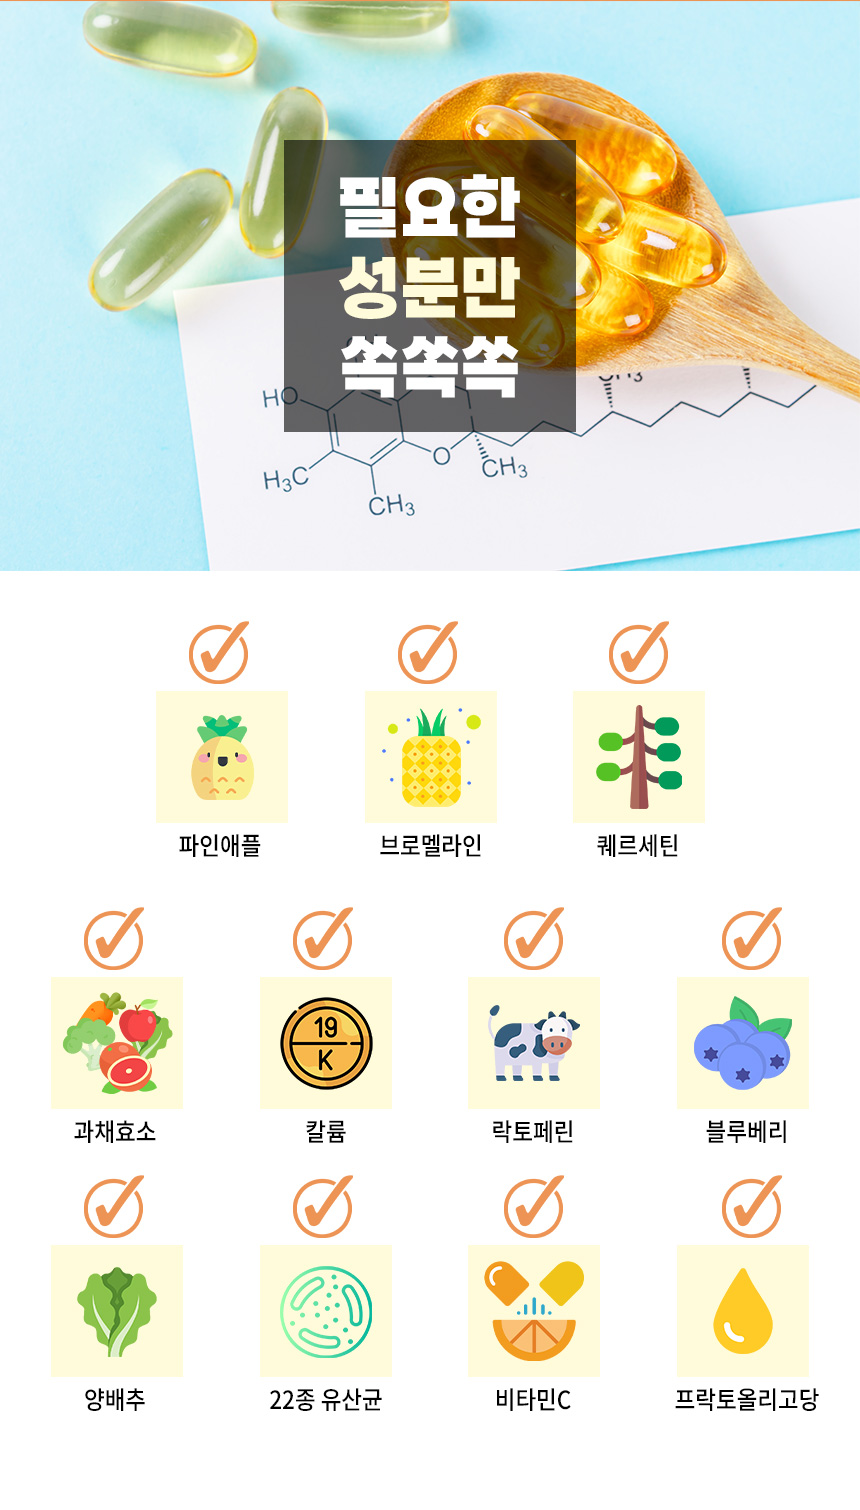 필요한
성분만
쏙쏙쏙
HO
H₃C
CH₃
O
CH₃
파인애플
브로멜라인
퀘르세틴
과채효소
19
K
칼륨
락토페린
블루베리
양배추
22종 유산균
비타민C
프락토올리고당